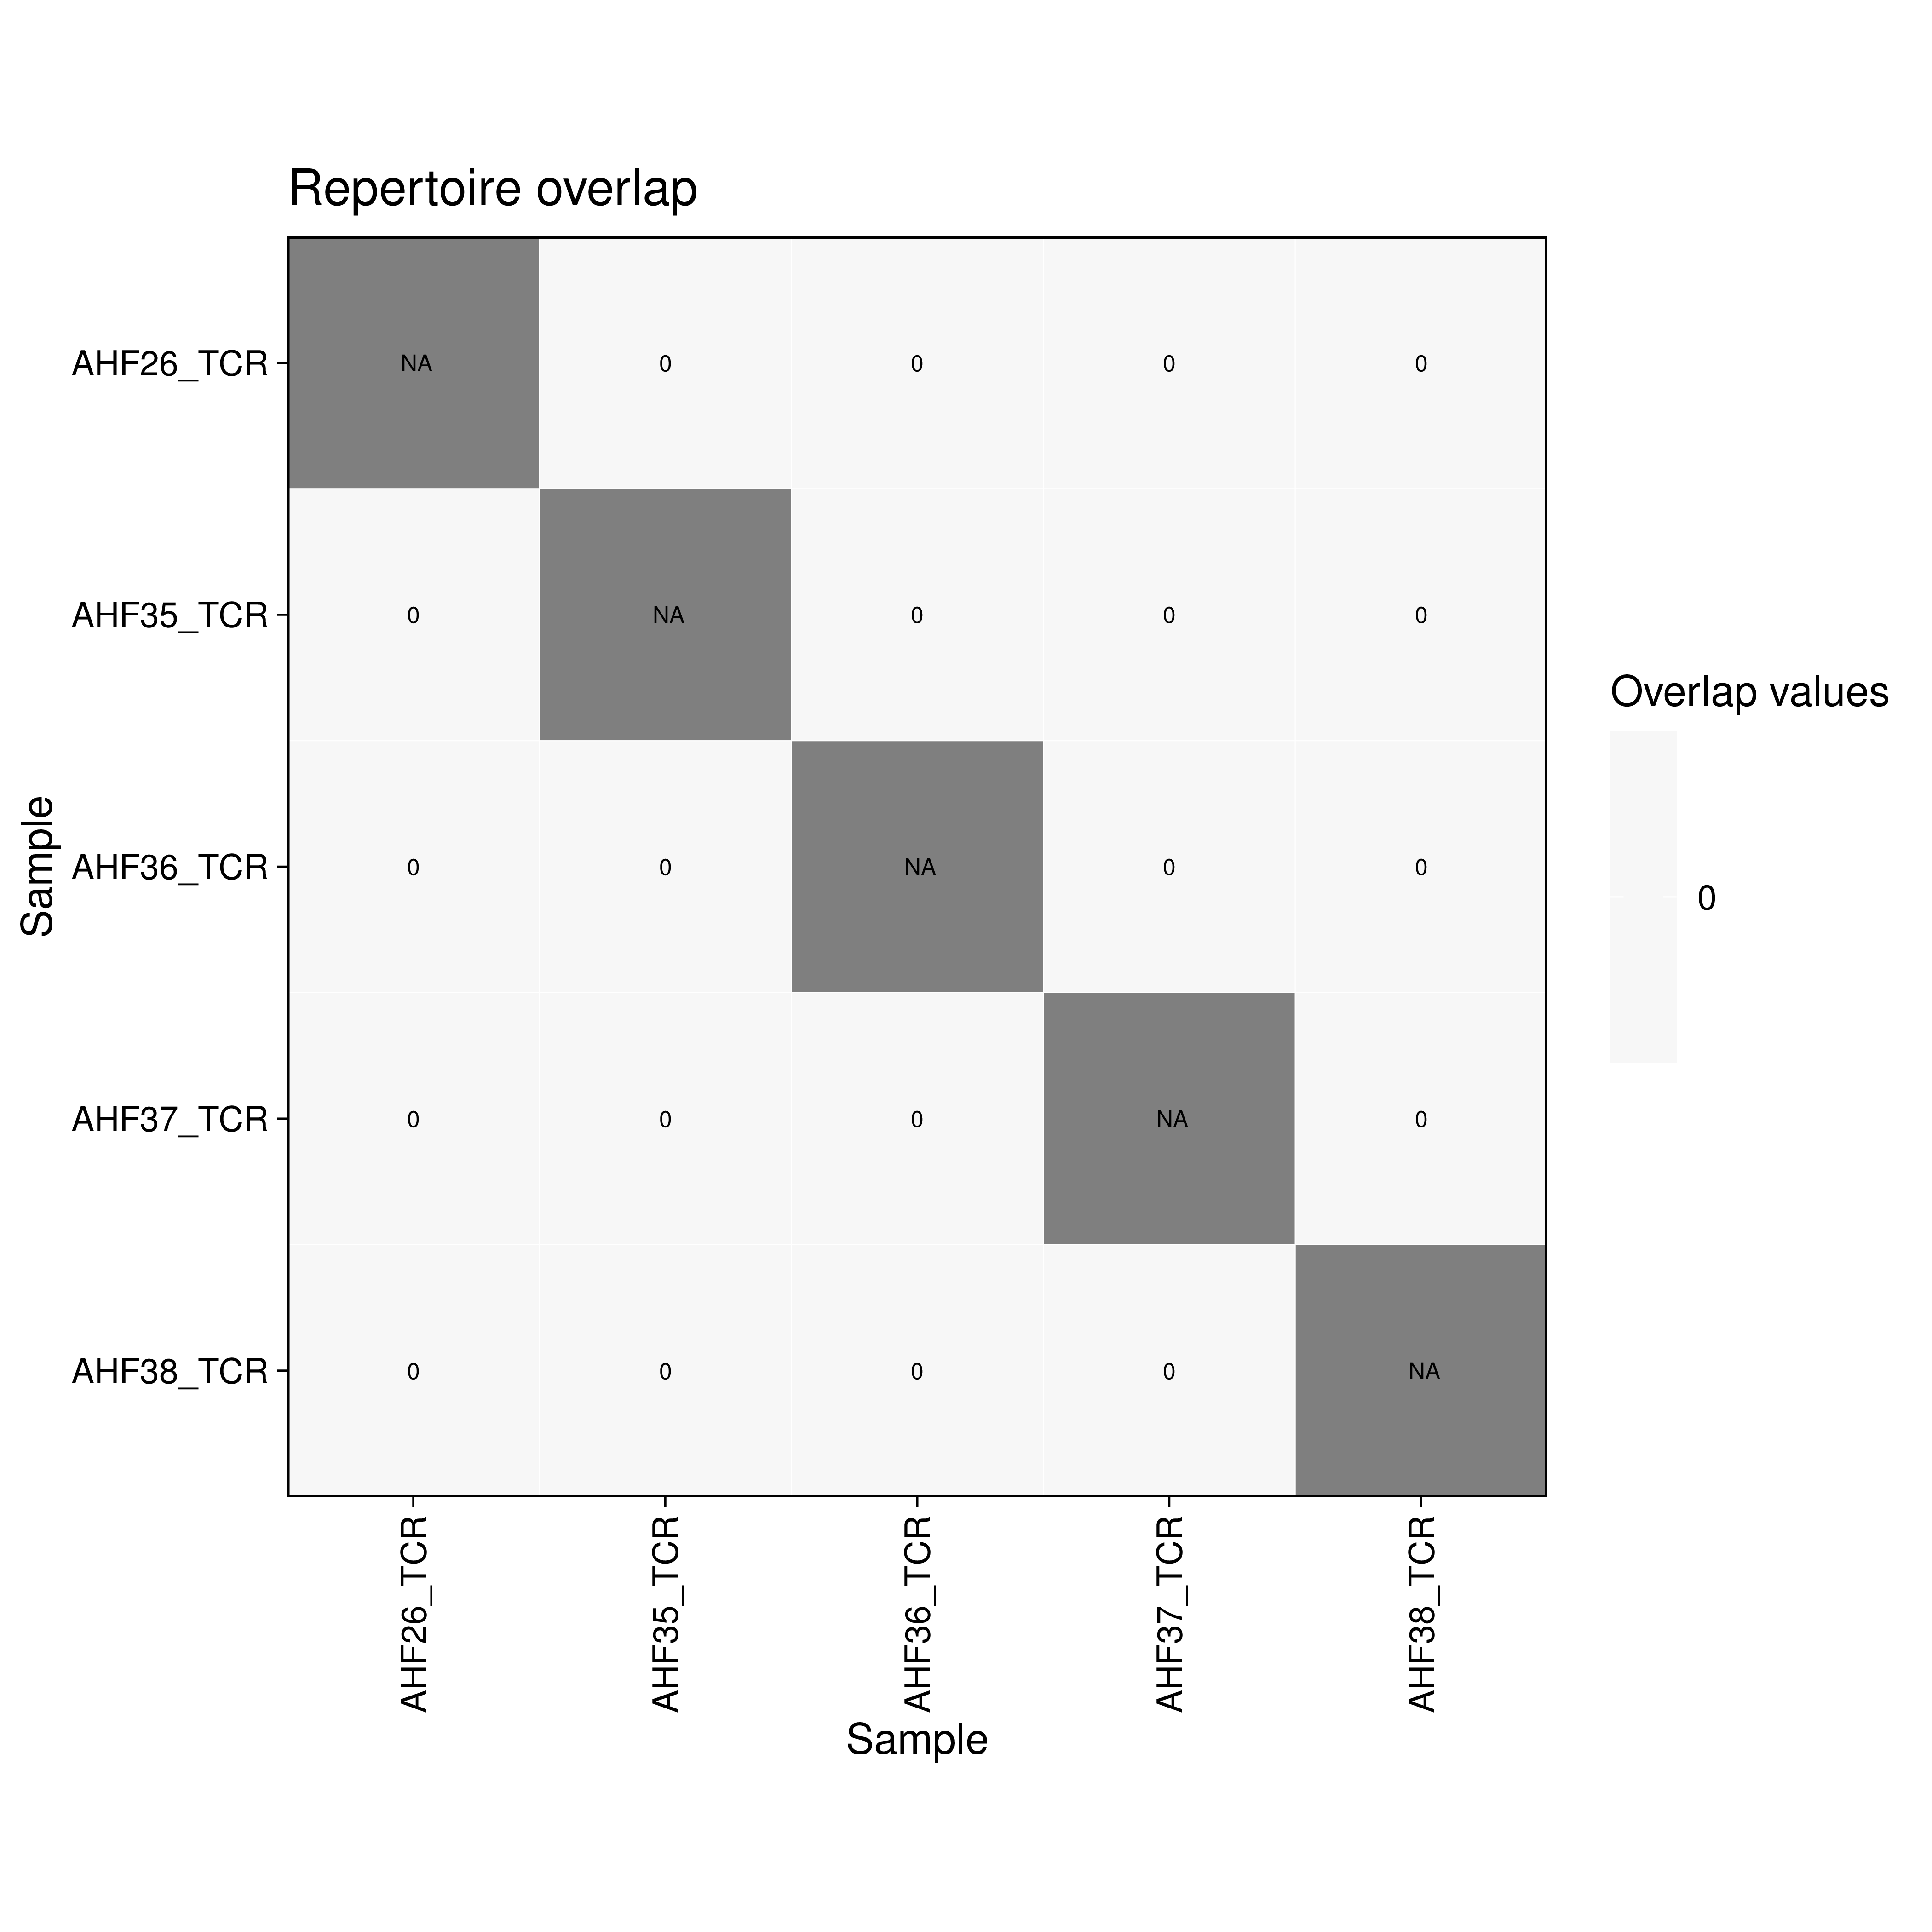 Repertoire overlap
AHF26_TCR NA 0 0 0 0
AHF35_TCR 0 NA 0 0 0
Overlap values
AHF36_TCR 0 0 NA 0 0
0
Sample
AHF37_TCR 0 0 0 NA 0
AHF38_TCR 0 0 0 0 NA
AHF26_TCR AHF35_TCR AHF36_TCR AHF37_TCR AHF38_TCR
Sample